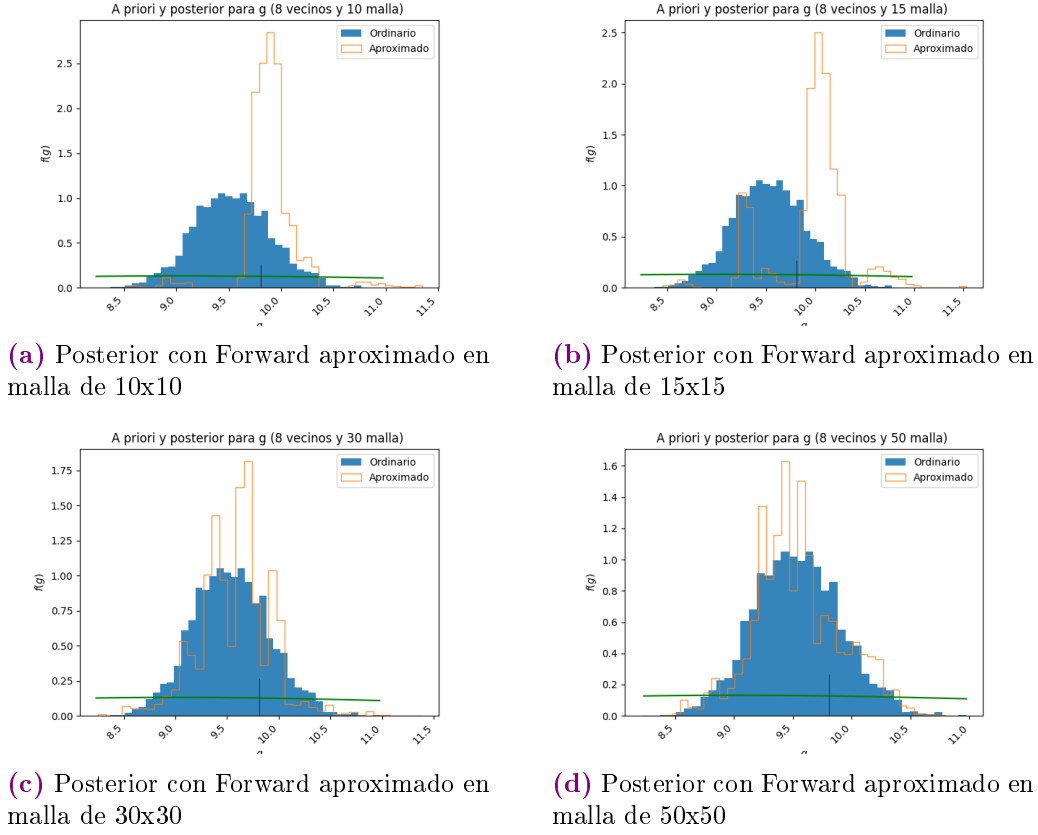 A priori y posterior para g (8 vecinos y 10 malla)
Ordinario
Aproximado
f(g)
2.5
2.0
1.5
1.0
0.5
0.0
8.5 9.0 9.5 10.0 10.5 11.0 11.5
(a) Posterior con Forward aproximado en
malla de 10x10
A priori y posterior para g (8 vecinos y 15 malla)
Ordinario
Aproximado
f(g)
2.5
2.0
1.5
1.0
0.5
0.0
8.5 9.0 9.5 10.0 10.5 11.0 11.5
(b) Posterior con Forward aproximado en
malla de 15x15
A priori y posterior para g (8 vecinos y 30 malla)
Ordinario
Aproximado
f(g)
1.75
1.50
1.25
1.00
0.75
0.50
0.25
0.00
8.5 9.0 9.5 10.0 10.5 11.0 11.5
(c) Posterior con Forward aproximado en
malla de 30x30
A priori y posterior para g (8 vecinos y 50 malla)
Ordinario
Aproximado
f(g)
1.6
1.4
1.2
1.0
0.8
0.6
0.4
0.2
0.0
8.5 9.0 9.5 10.0 10.5 11.0
(d) Posterior con Forward aproximado en
malla de 50x50